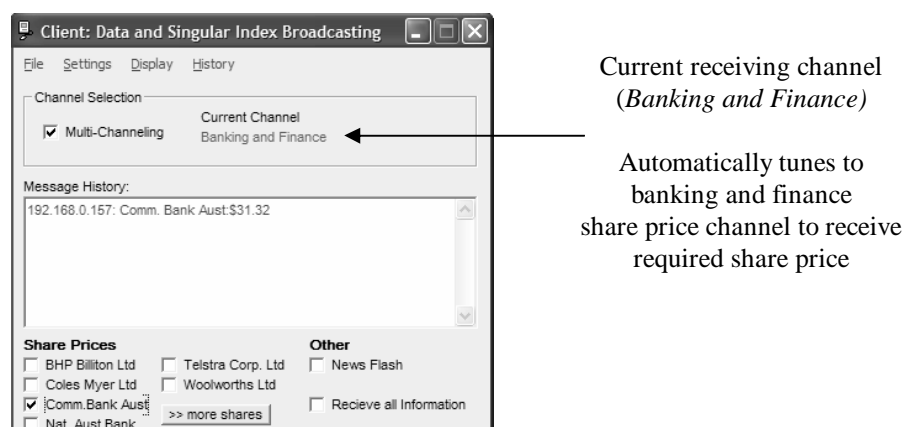 Client: Data and Singular Index Broadcasting
File Settings Display History
Channel Selection
Multi-Channeling
Current Channel
Banking and Finance
Message History:
192.168.0.157: Comm. Bank Aust:$31.32
Share Prices
Other
BHP Billiton Ltd
Telstra Corp. Ltd
News Flash
Coles Myer Ltd
Woolworths Ltd
Comm.Bank Aust
>> more shares
Recieve all Information
Nat. Aust Bank
Current receiving channel
(Banking and Finance)
Automatically tunes to
banking and finance
share price channel to receive
required share price